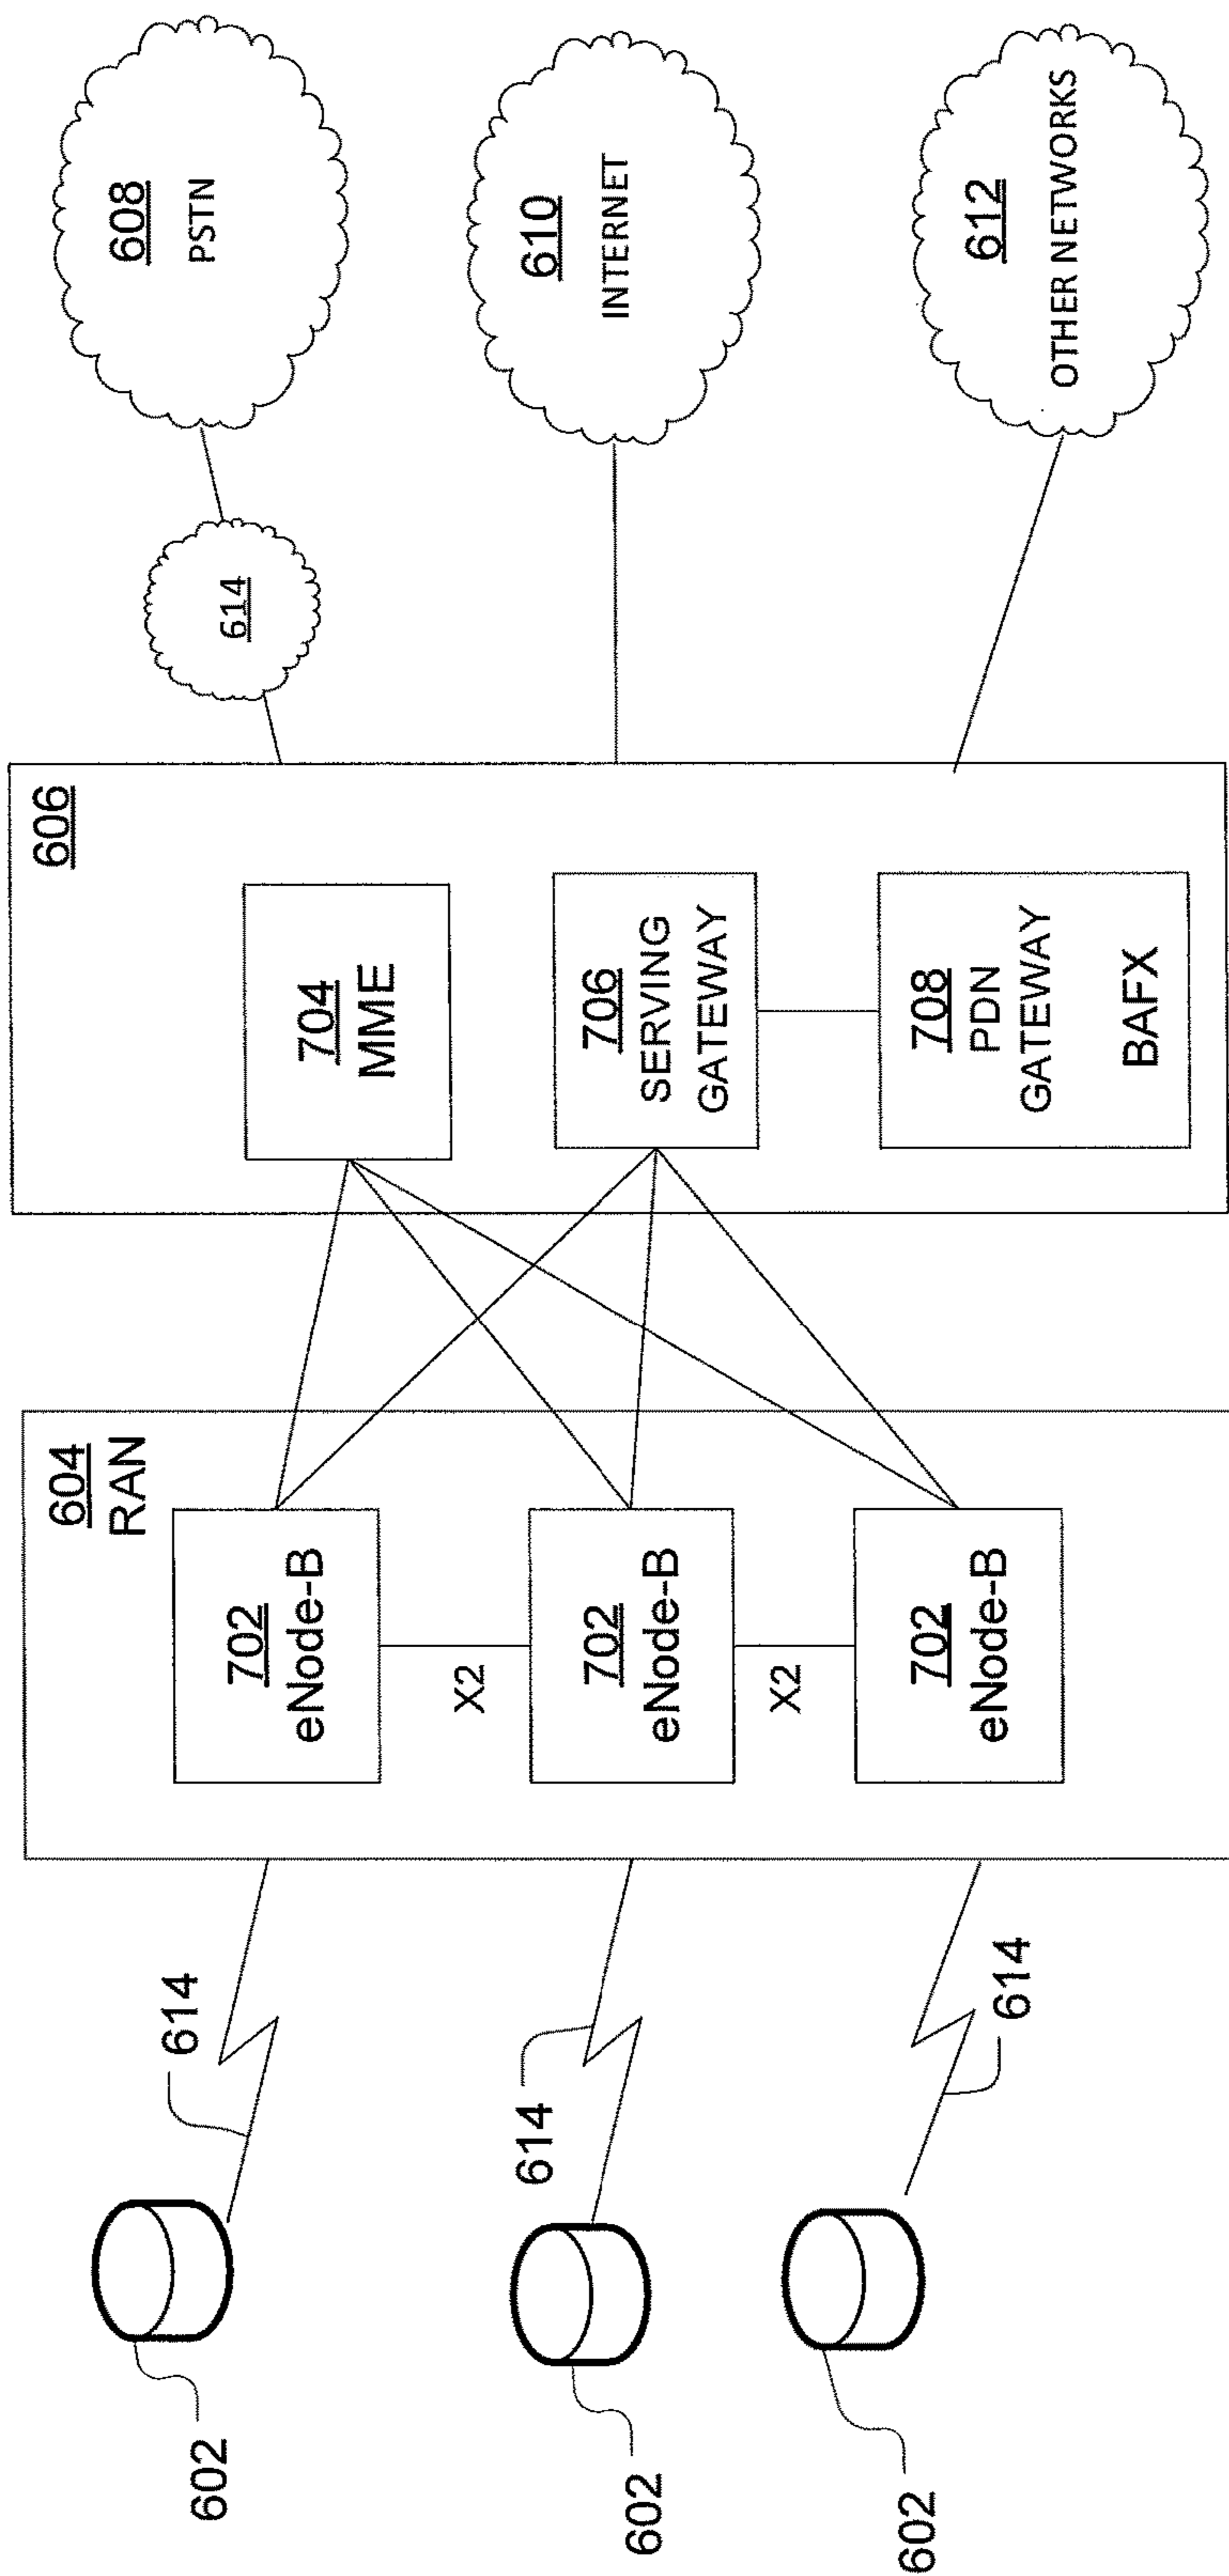 602
614
602
614
602
614
604
RAN
702
eNode-B
X2
702
eNode-B
X2
702
eNode-B
606
704
MME
706
SERVING
GATEWAY
708
PDN
GATEWAY
BAFX
614
608
PSTN
610
INTERNET
612
OTHER NETWORKS